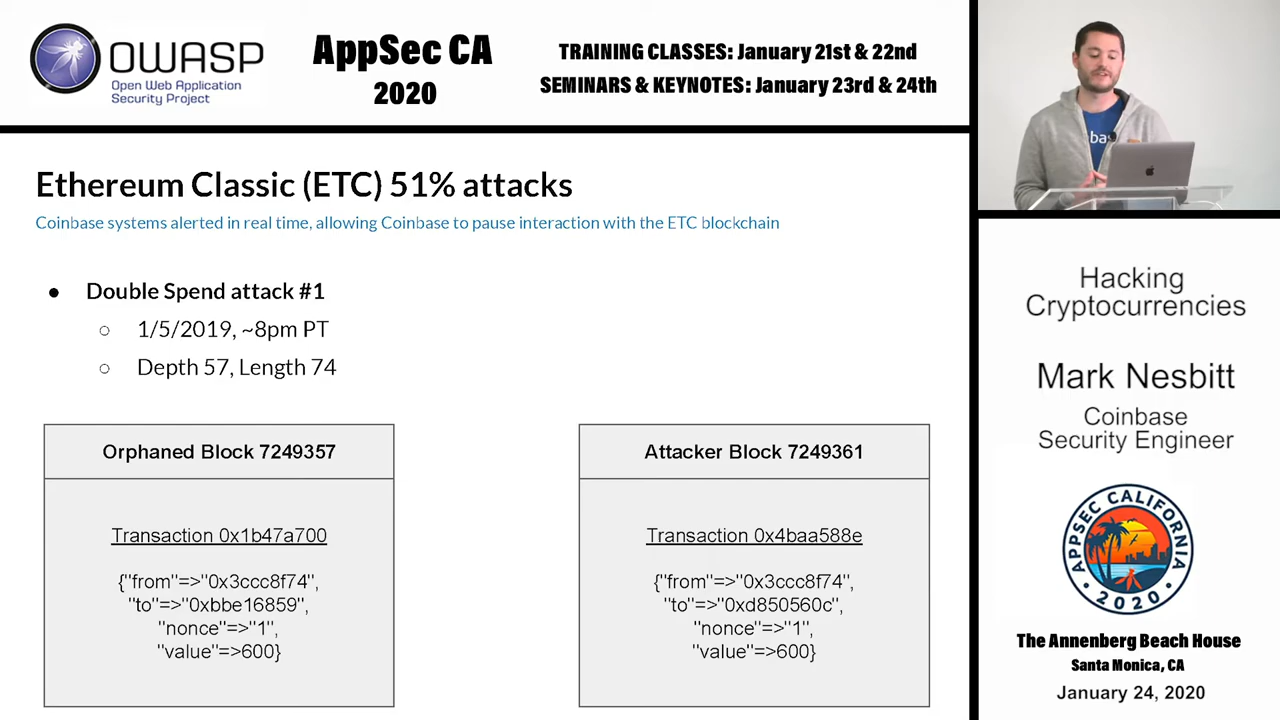 OWASP
Open Web Application
Security Project
AppSec CA
2020
TRAINING CLASSES: January 21st & 22nd
SEMINARS & KEYNOTES: January 23rd & 24th
Ethereum Classic (ETC) 51% attacks
Coinbase systems alerted in real time, allowing Coinbase to pause interaction with the ETC blockchain
● Double Spend attack #1
○ 1/5/2019, ~8pm PT
○ Depth 57, Length 74
Orphaned Block 7249357
Transaction 0x1b47a700
{"from"=>"0x3ccc8f74",
"to"=>"0xbbe16859",
"nonce"=>"1",
"value"=>600}
Attacker Block 7249361
Transaction 0x4baa588e
{"from"=>"0x3ccc8f74",
"to"=>"0xd850560c",
"nonce"=>"1",
"value"=>600}
Hacking
Cryptocurrencies
Mark Nesbitt
Coinbase
Security Engineer
APPSEC CALIFORNIA
• 2020 •
The Annenberg Beach House
Santa Monica, CA
January 24, 2020